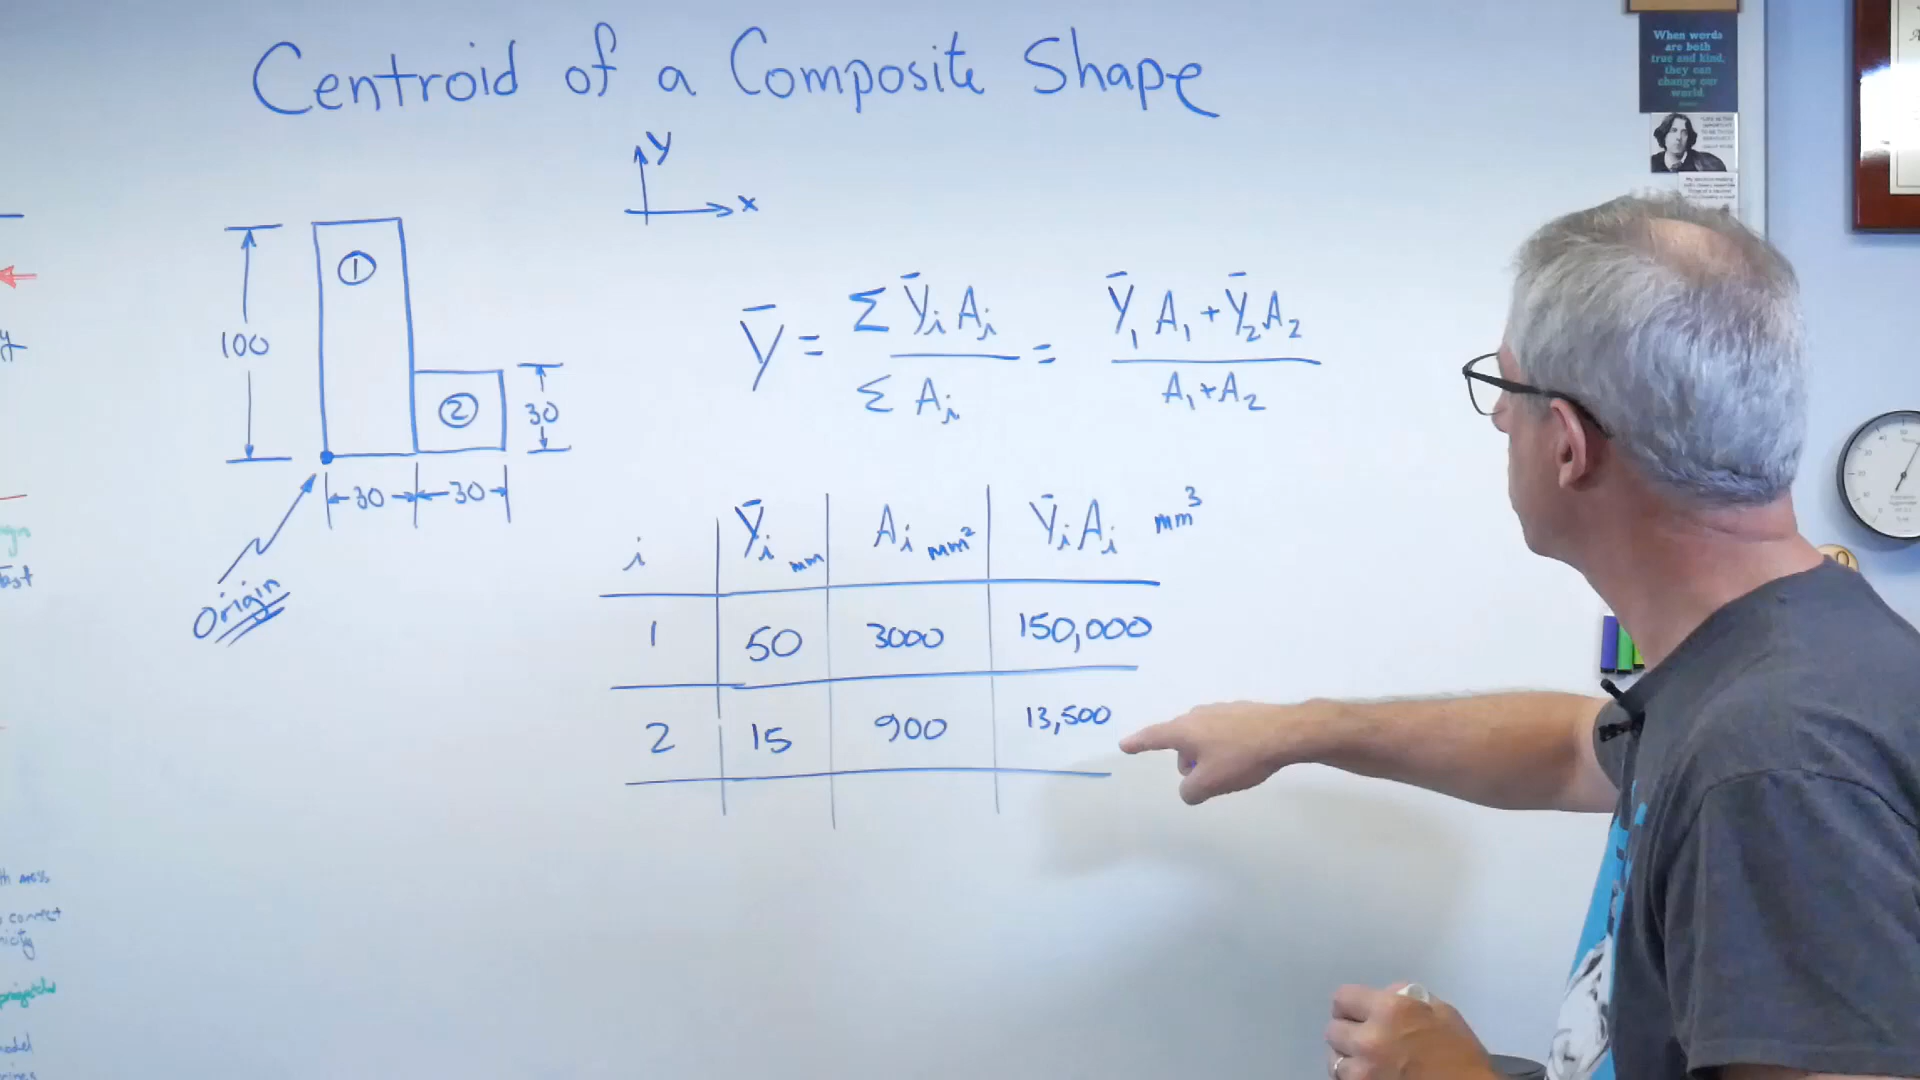 Centroid of a Composite Shape
y
x
①
②
100
30
30
30
Origin
Ȳ = Σ Ȳi Ai / Σ Ai = Ȳ1 A1 + Ȳ2 A2 / A1 + A2
i Ȳi mm Ai mm² Ȳi Ai mm³
1 50 3000 150,000
2 15 900 13,500
When words
are both
true and kind,
they can
change our
world.